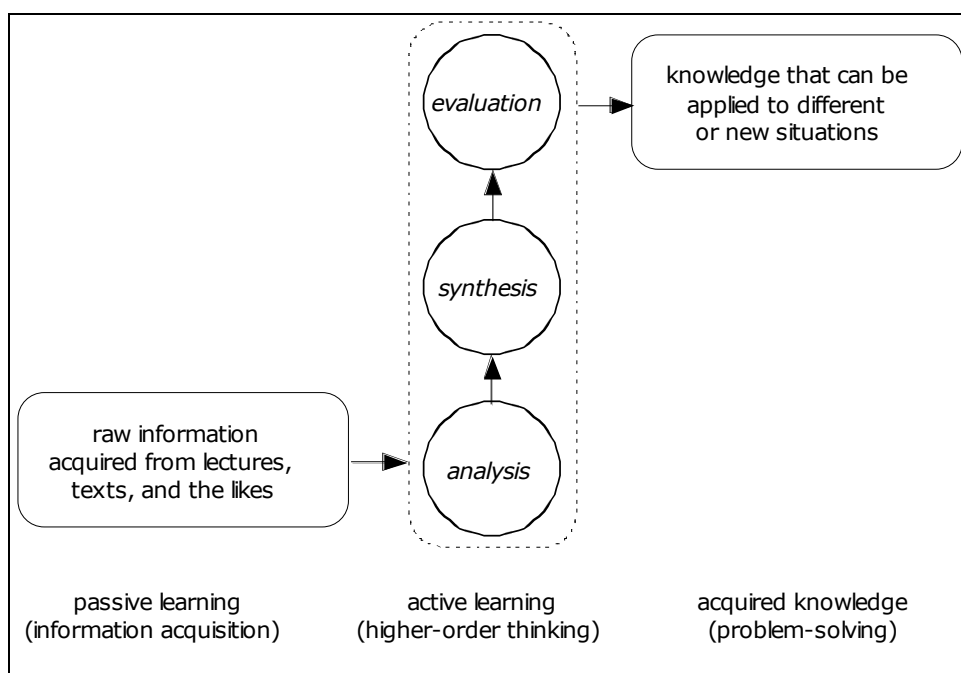 evaluation
knowledge that can be
applied to different
or new situations
synthesis
raw information
acquired from lectures,
texts, and the likes
analysis
passive learning
(information acquisition)
active learning
(higher-order thinking)
acquired knowledge
(problem-solving)